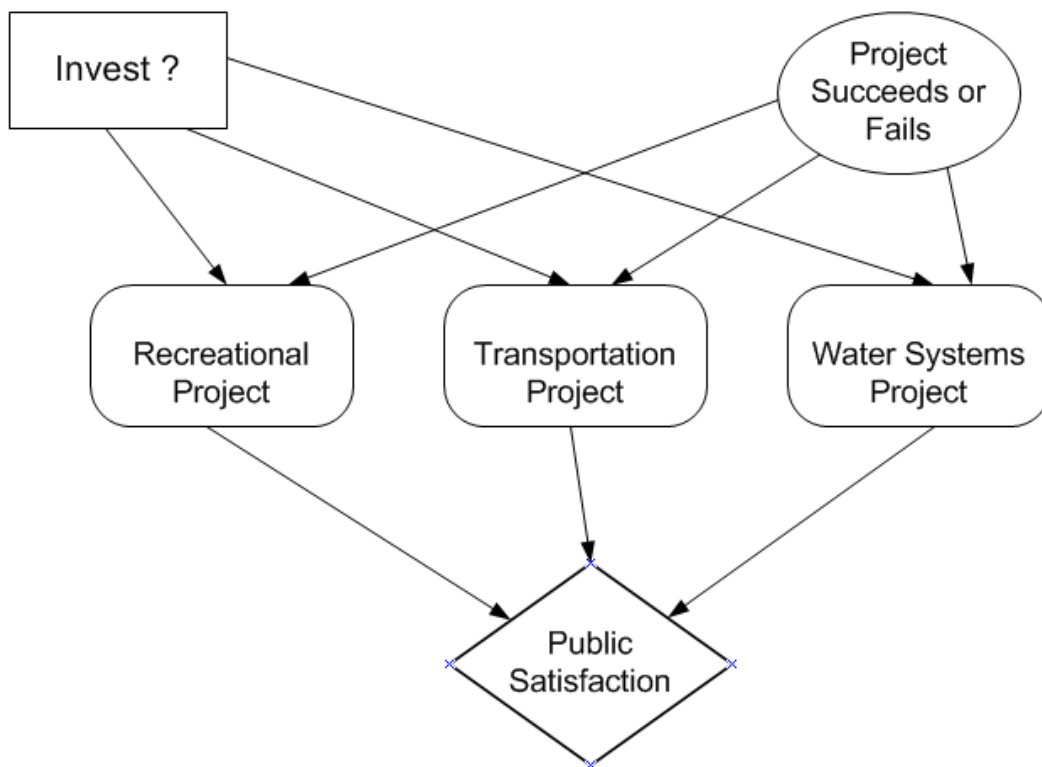 Invest ?
Project
Succeeds or
Fails
Recreational
Project
Transportation
Project
Water Systems
Project
Public
Satisfaction